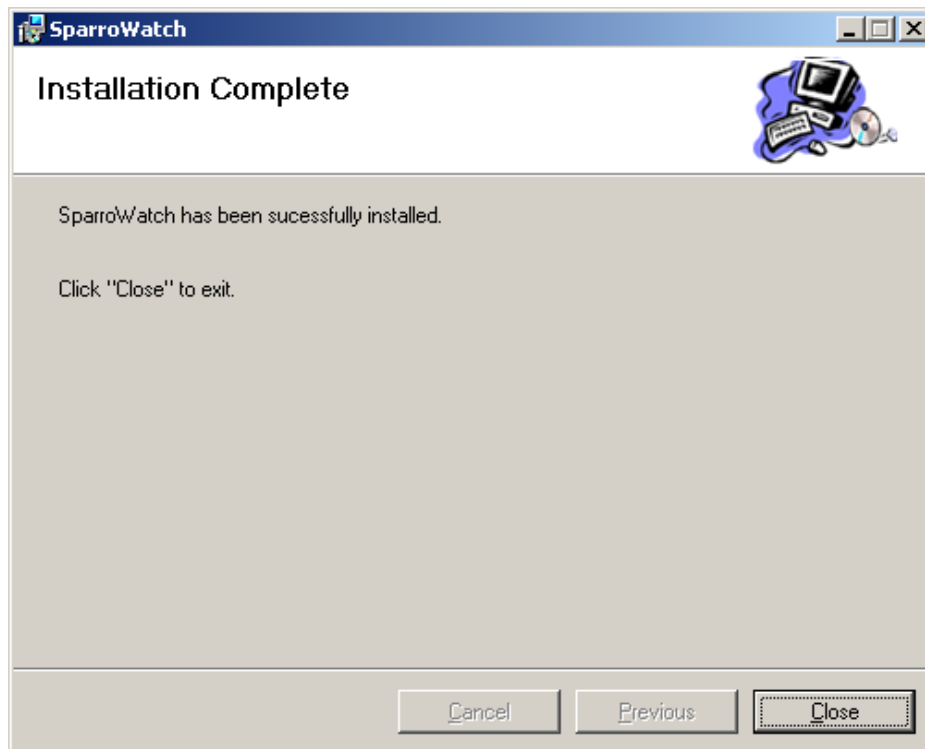 SparroWatch
Installation Complete
SparroWatch has been sucessfully installed.
Click "Close" to exit.
Cancel
Previous
Close